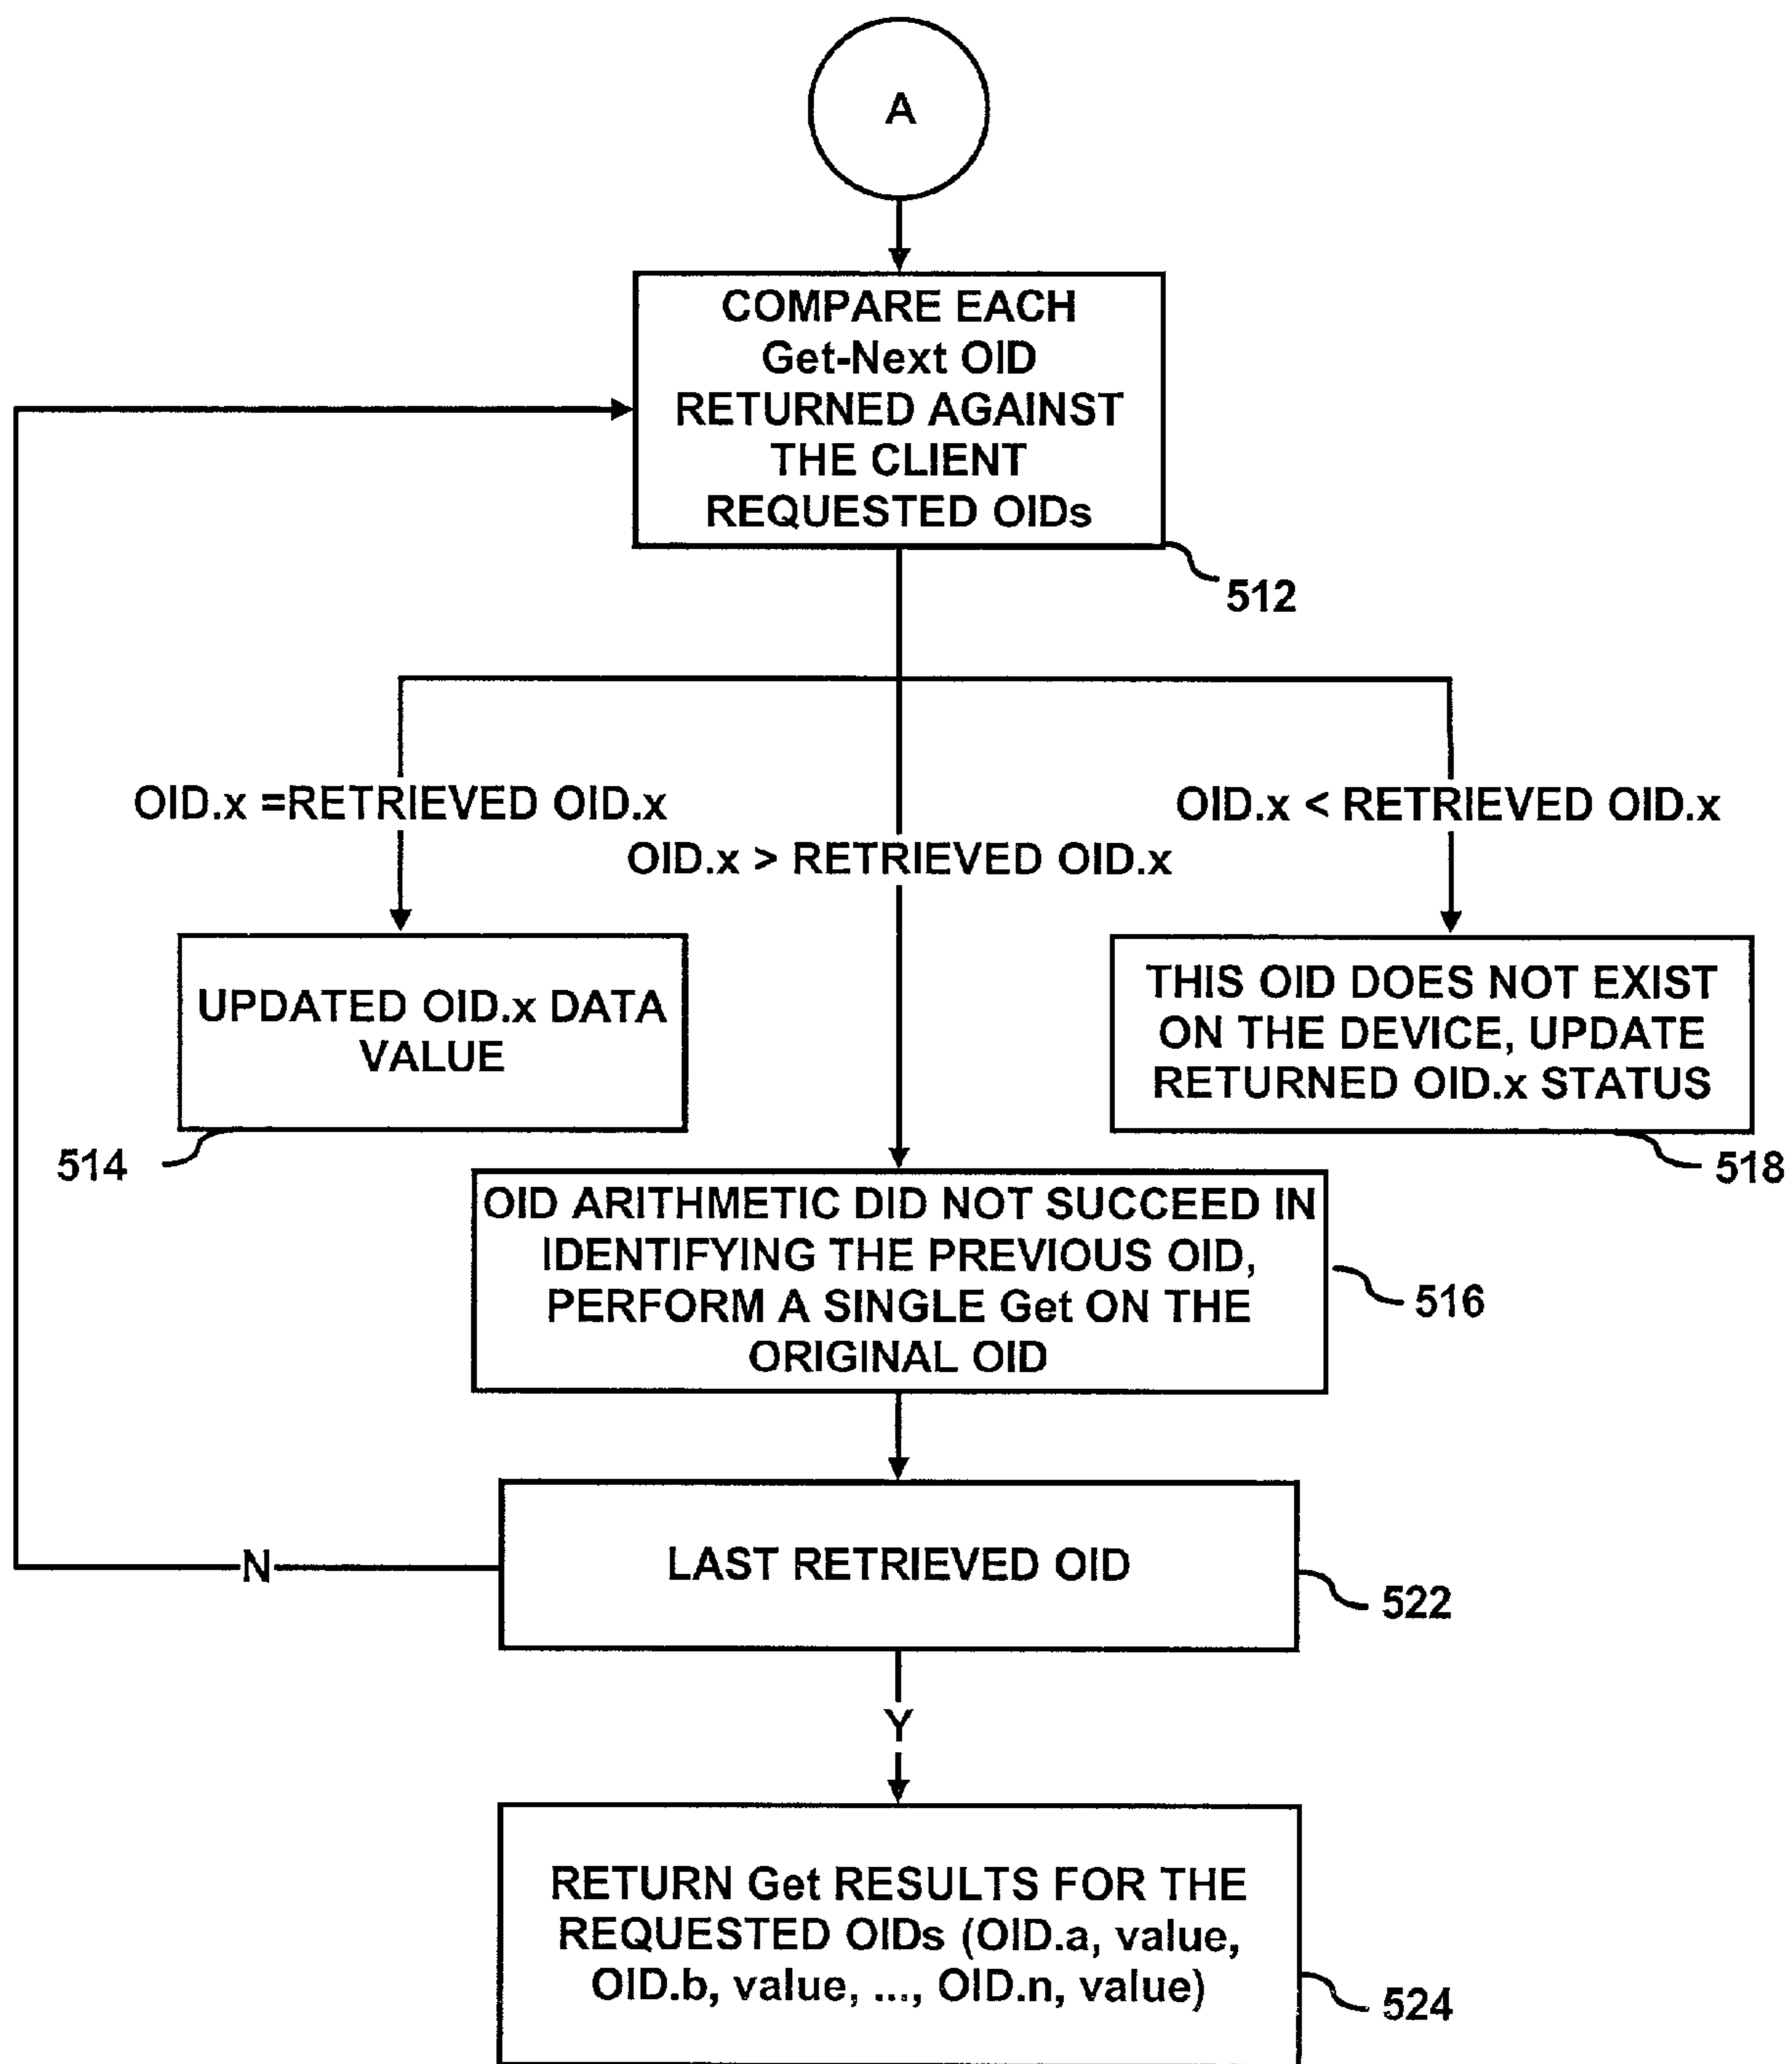 A
COMPARE EACH
Get-Next OID
RETURNED AGAINST
THE CLIENT
REQUESTED OIDs
512
OID.x =RETRIEVED OID.x
OID.x > RETRIEVED OID.x
OID.x < RETRIEVED OID.x
UPDATED OID.x DATA
VALUE
514
THIS OID DOES NOT EXIST
ON THE DEVICE, UPDATE
RETURNED OID.x STATUS
518
OID ARITHMETIC DID NOT SUCCEED IN
IDENTIFYING THE PREVIOUS OID,
PERFORM A SINGLE Get ON THE
ORIGINAL OID
516
LAST RETRIEVED OID
522
N
Y
RETURN Get RESULTS FOR THE
REQUESTED OIDs (OID.a, value,
OID.b, value, ..., OID.n, value)
524